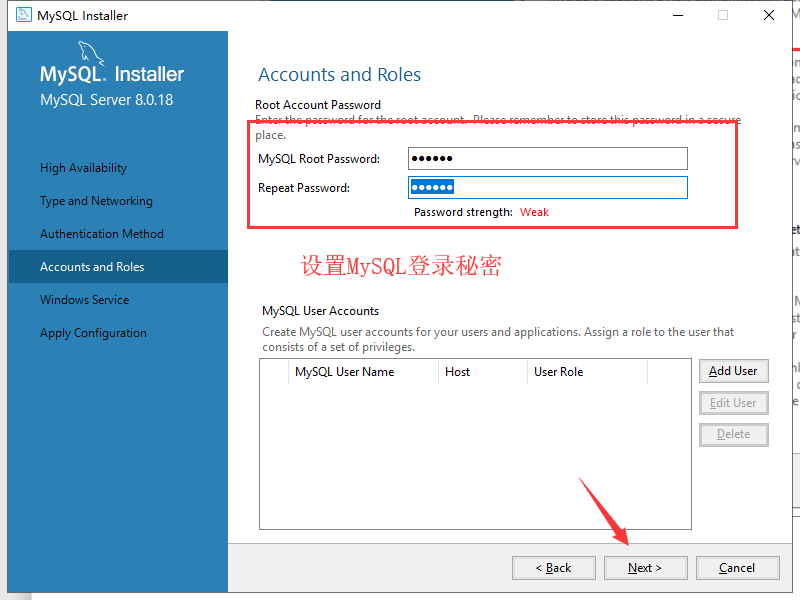 MySQL Installer
MySQL. Installer
MySQL Server 8.0.18
High Availability
Type and Networking
Authentication Method
Accounts and Roles
Windows Service
Apply Configuration
Accounts and Roles
Root Account Password
Enter the password for the root account. Please remember to store this password in a secure
place.
MySQL Root Password: ●●●●●●
Repeat Password: ●●●●●●
Password strength: Weak
设置MySQL登录秘密
MySQL User Accounts
Create MySQL user accounts for your users and applications. Assign a role to the user that
consists of a set of privileges.
MySQL User Name Host User Role
Add User
Edit User
Delete
< Back Next > Cancel